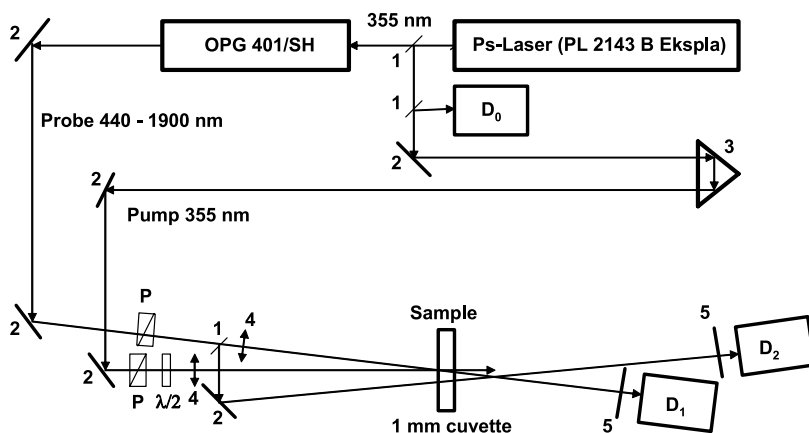 355 nm
2
OPG 401/SH
1
Ps-Laser (PL 2143 B Ekspla)
1
D0
Probe 440 - 1900 nm
2
3
2
Pump 355 nm
P
1
4
Sample
5
2
D2
2
P
λ/2
4
2
1 mm cuvette
5
D1